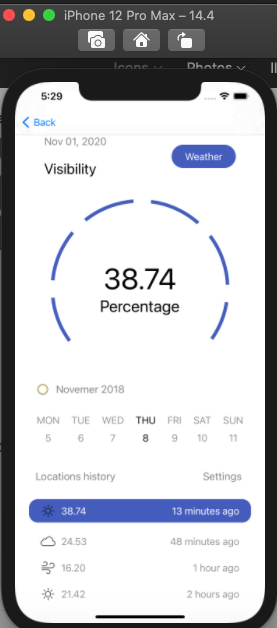 iPhone 12 Pro Max – 14.4
Icons Photos Il
5:29
Back
Nov 01, 2020
Weather
Visibility
38.74
Percentage
Novemer 2018
MON TUE WED THU FRI SAT SUN
5 6 7 8 9 10 11
Locations history Settings
38.74 13 minutes ago
24.53 48 minutes ago
16.20 1 hour ago
21.42 2 hours ago